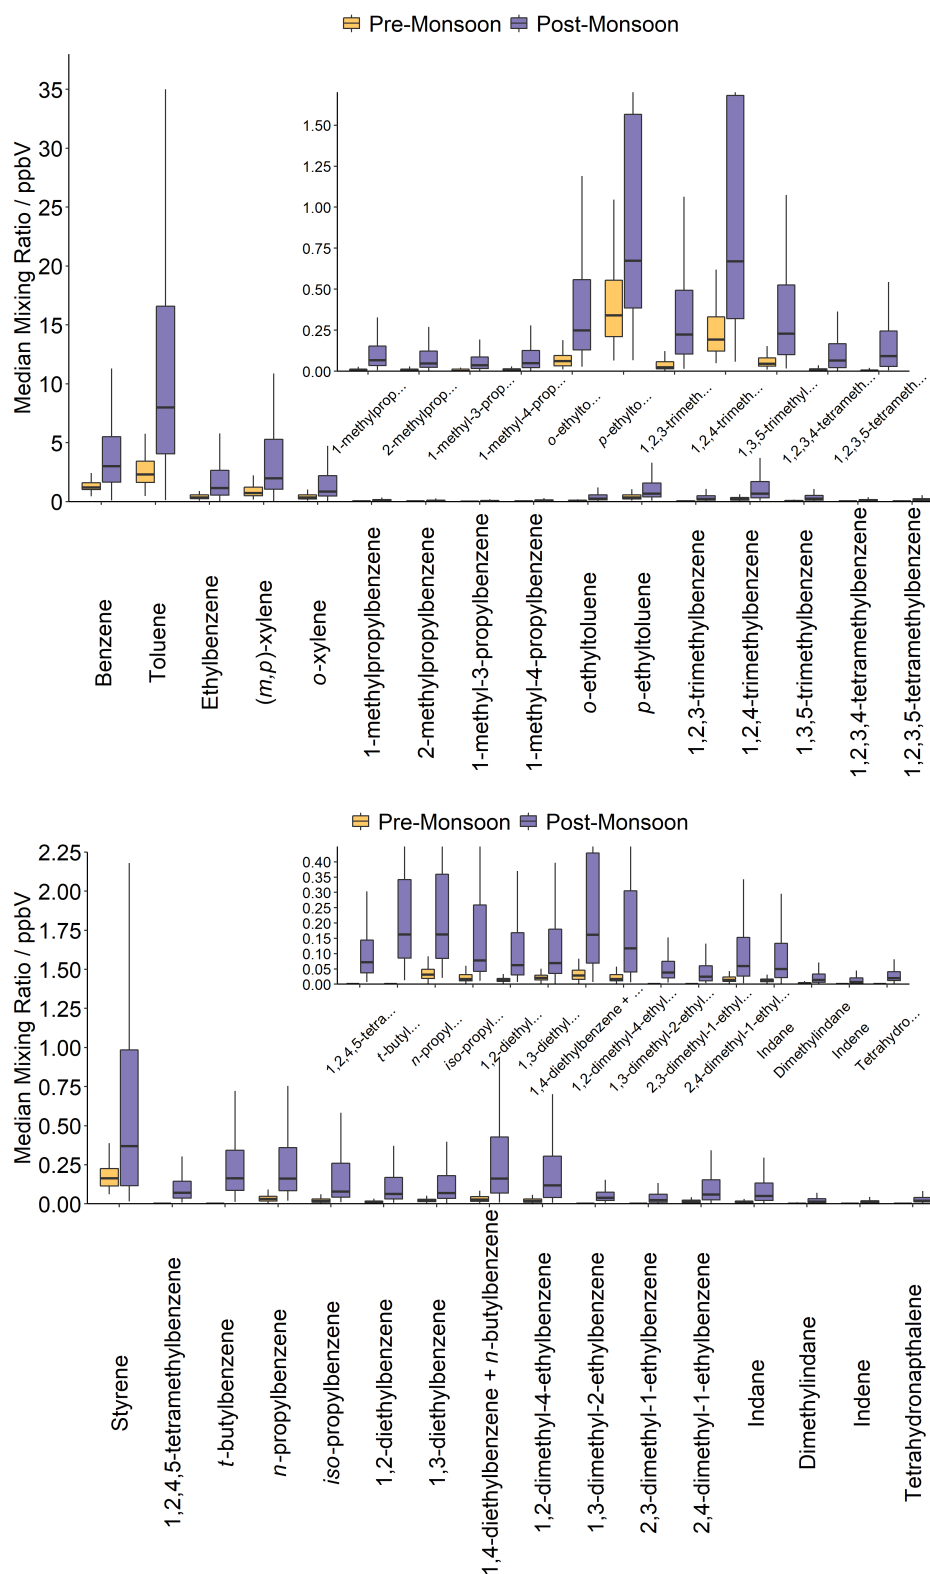 Pre-Monsoon Post-Monsoon
Median Mixing Ratio / ppbV
35
30
25
20
15
10
5
0
1.50
1.00
0.75
0.50
0.25
0.00
1-methylprop...
2-methylprop...
1-methyl-3-prop...
1-methyl-4-prop...
o-ethylto...
p-ethylto...
1,2,3-trimeth...
1,2,4-trimeth...
1,3,5-trimethyl...
1,2,3,4-tetrameth...
1,2,3,5-tetrameth...
Benzene
Toluene
Ethylbenzene
(m,p)-xylene
o-xylene
1-methylpropylbenzene
2-methylpropylbenzene
1-methyl-3-propylbenzene
1-methyl-4-propylbenzene
o-ethyltoluene
p-ethyltoluene
1,2,3-trimethylbenzene
1,2,4-trimethylbenzene
1,3,5-trimethylbenzene
1,2,3,4-tetramethylbenzene
1,2,3,5-tetramethylbenzene
Pre-Monsoon Post-Monsoon
Median Mixing Ratio / ppbV
2.25
2.00
1.75
1.50
1.25
1.00
0.75
0.50
0.25
0.00
0.40
0.35
0.30
0.25
0.20
0.15
0.10
0.05
0.00
1,2,4,5-tetra...
t-butyl...
n-propyl...
iso-propyl...
1,2-diethyl...
1,3-diethyl...
1,4-diethylbenzene + ...
1,2-dimethyl-4-ethyl...
1,3-dimethyl-2-ethyl...
2,3-dimethyl-1-ethyl...
2,4-dimethyl-1-ethyl...
Indane
Dimethylindane
Indene
Tetrahydro...
Styrene
1,2,4,5-tetramethylbenzene
t-butylbenzene
n-propylbenzene
iso-propylbenzene
1,2-diethylbenzene
1,3-diethylbenzene
1,4-diethylbenzene + n-butylbenzene
1,2-dimethyl-4-ethylbenzene
1,3-dimethyl-2-ethylbenzene
2,3-dimethyl-1-ethylbenzene
2,4-dimethyl-1-ethylbenzene
Indane
Dimethylindane
Indene
Tetrahydronapthalene